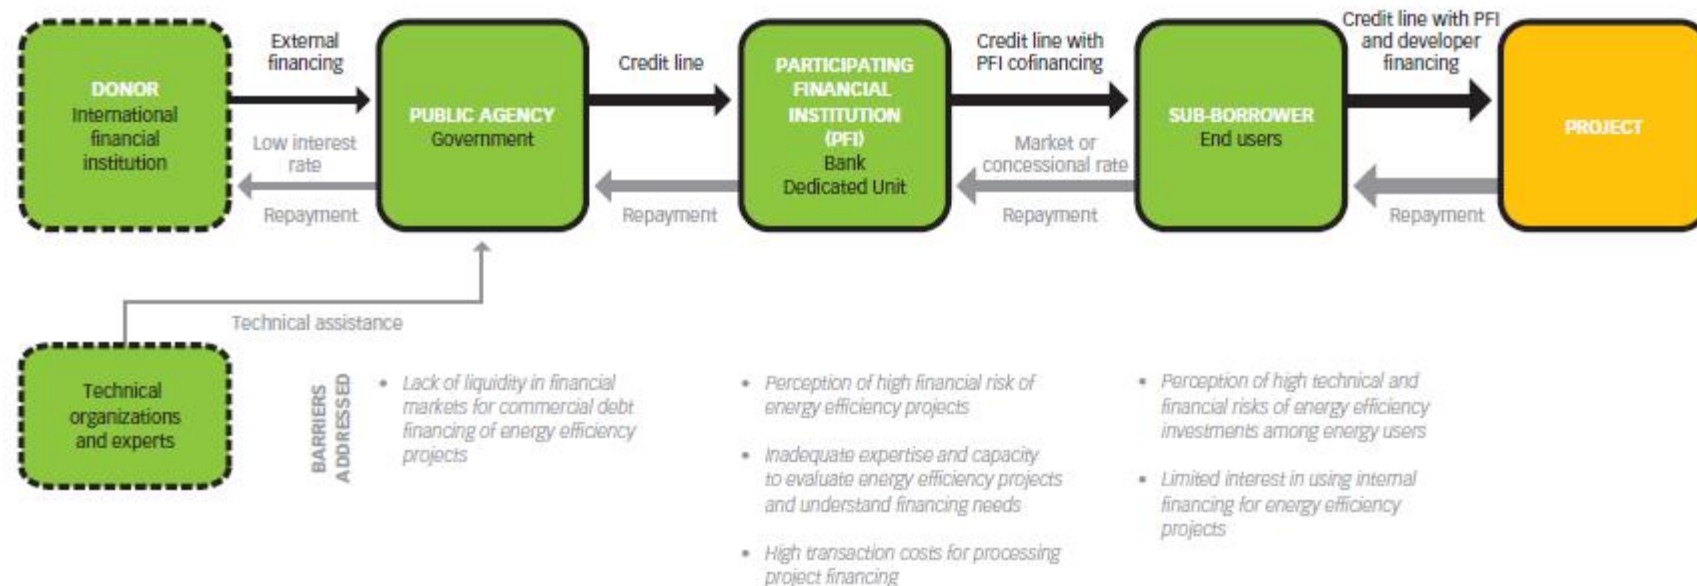 DONOR
International
financial
institution
External
financing
Low interest
rate
Repayment
PUBLIC AGENCY
Government
Credit line
Repayment
PARTICIPATING
FINANCIAL
INSTITUTION
(PFI)
Bank
Dedicated Unit
Credit line with
PFI cofinancing
Market or
concessional rate
Repayment
SUB-BORROWER
End users
Credit line with PFI
and developer
financing
Repayment
PROJECT
Technical assistance
Technical
organizations
and experts
BARRIERS
ADDRESSED
• Lack of liquidity in financial
markets for commercial debt
financing of energy efficiency
projects
• Perception of high financial risk of
energy efficiency projects
• Inadequate expertise and capacity
to evaluate energy efficiency projects
and understand financing needs
• High transaction costs for processing
project financing
• Perception of high technical and
financial risks of energy efficiency
investments among energy users
• Limited interest in using internal
financing for energy efficiency
projects